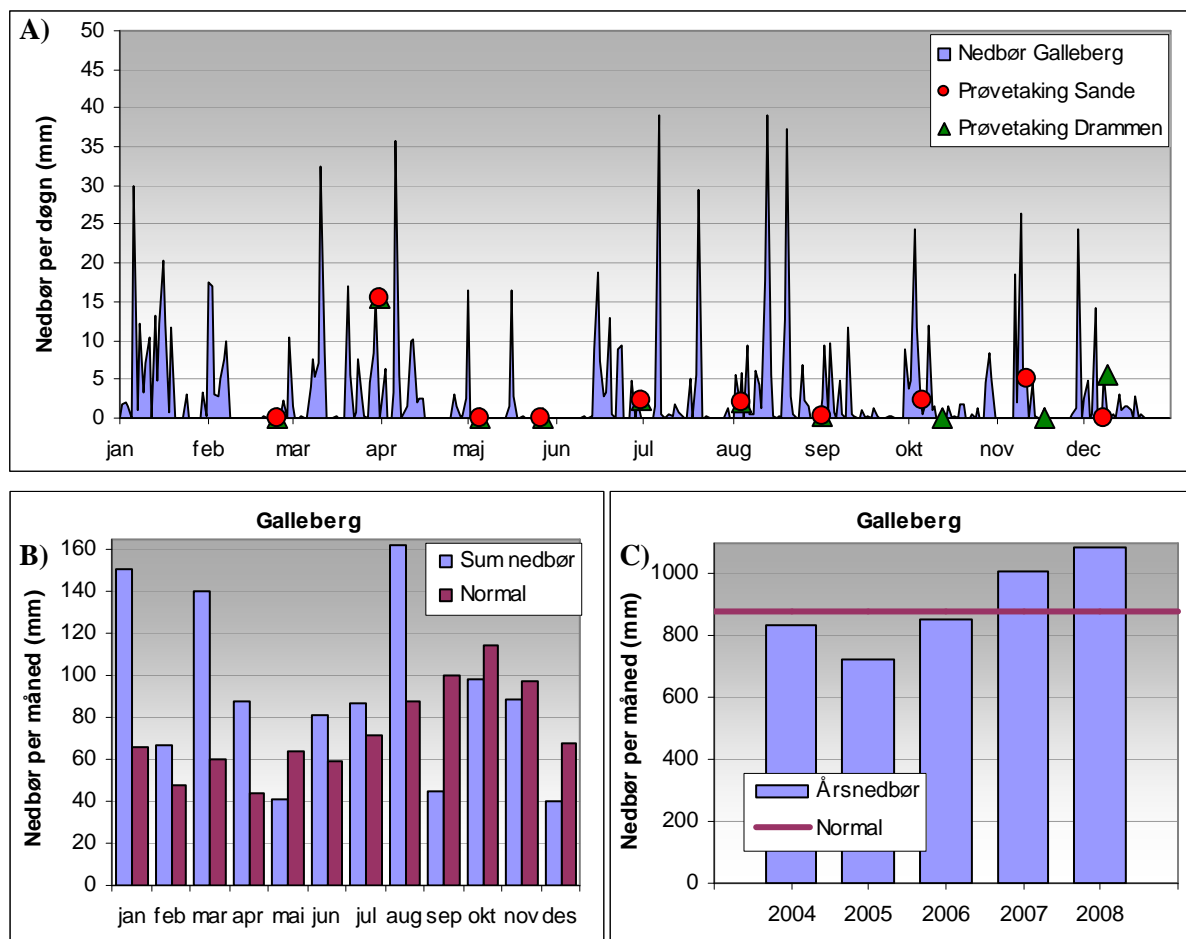 A)
Nedbør per døgn (mm)
50
45
40
35
30
25
20
15
10
5
0
Nedbør Galleberg
Prøvetaking Sande
Prøvetaking Drammen
jan feb mar apr maj jun jul aug sep okt nov dec
Galleberg
B)
Nedbør per måned (mm)
160
140
120
100
80
60
40
20
0
Sum nedbør
Normal
jan feb mar apr mai jun jul aug sep okt nov des
Galleberg
C)
Nedbør per måned (mm)
1000
800
600
400
200
0
Årsnedbør
Normal
2004 2005 2006 2007 2008